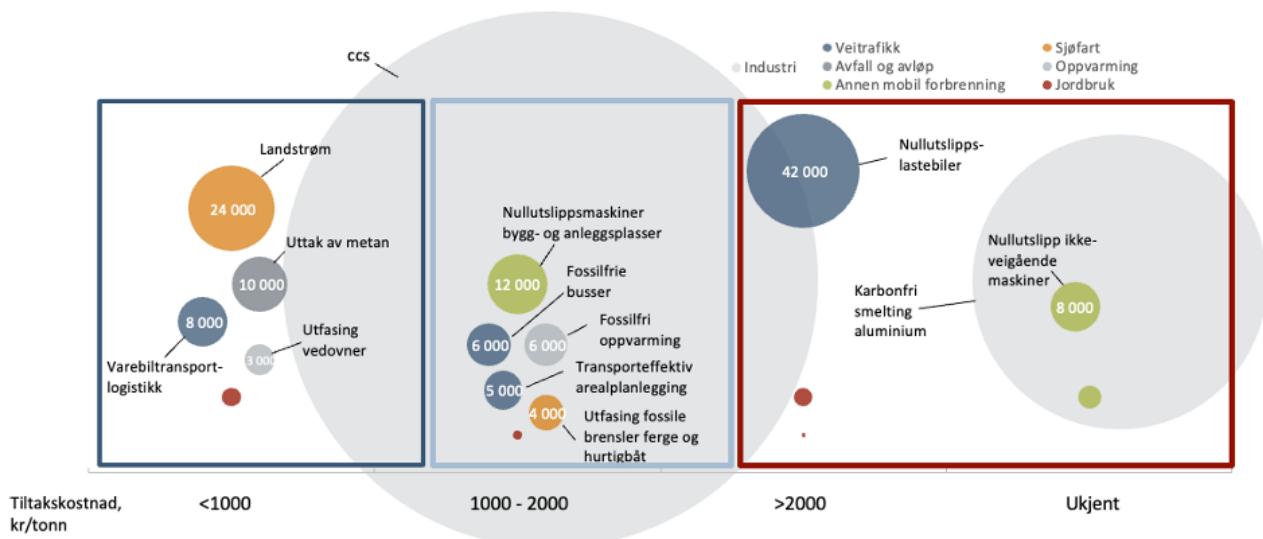 CCS
Industri
Veitrafikk
Avfall og avløp
Annen mobil forbrenning
Sjøfart
Oppvarming
Jordbruk
Landstrøm
24 000
Uttak av metan
10 000
8 000
Varebiltransport-
logistikk
Utfasing
vedovner
3 000
Nullutslippsmaskiner
bygg- og anleggsplasser
12 000
Fossilfrie
busser
6 000
Fossilfri
oppvarming
6 000
Transporteffektiv
arealplanlegging
5 000
4 000
Utfasing fossile
brensler ferge og
hurtigbåt
42 000
Nullutslipps-
lastebiler
Karbonfri
smelting
aluminium
Nullutslipp ikke-
veigående
maskiner
8 000
Tiltakskostnad,
kr/tonn
<1000
1000 - 2000
>2000
Ukjent